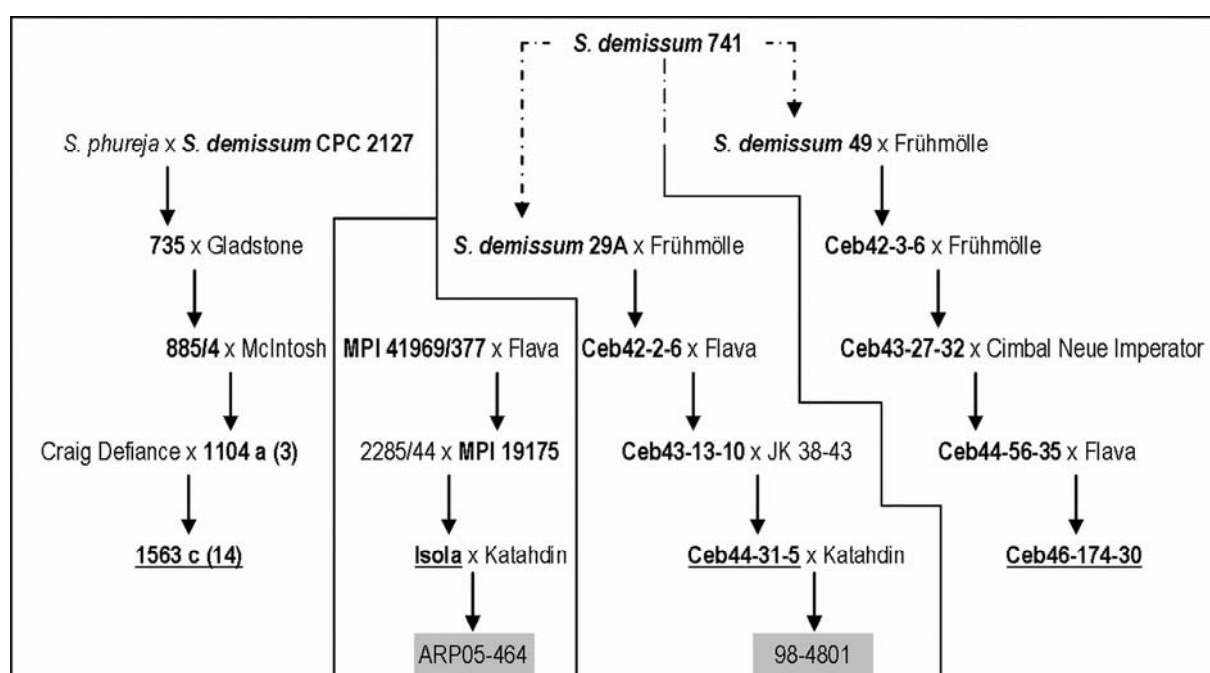 S. demissum 741
S. phureja x S. demissum CPC 2127
S. demissum 49 x Frühmölle
735 x Gladstone
S. demissum 29A x Frühmölle
Ceb42-3-6 x Frühmölle
885/4 x McIntosh
MPI 41969/377 x Flava
Ceb42-2-6 x Flava
Ceb43-27-32 x Cimbal Neue Imperator
Craig Defiance x 1104 a (3)
2285/44 x MPI 19175
Ceb43-13-10 x JK 38-43
Ceb44-56-35 x Flava
1563 c (14)
Isola x Katahdin
Ceb44-31-5 x Katahdin
Ceb46-174-30
ARP05-464
98-4801